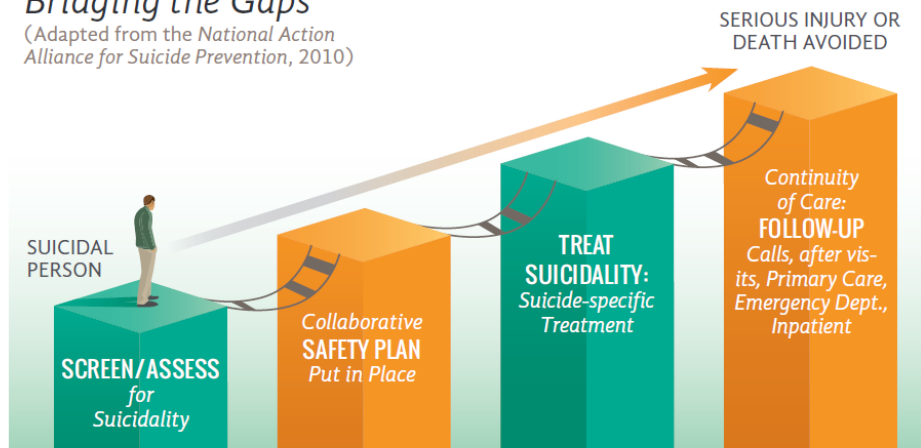 Bridging the Gaps
(Adapted from the National Action
Alliance for Suicide Prevention, 2010)
SERIOUS INJURY OR
DEATH AVOIDED
SUICIDAL
PERSON
SCREEN/ASSESS
for
Suicidality
Collaborative
SAFETY PLAN
Put in Place
TREAT
SUICIDALITY:
Suicide-specific
Treatment
Continuity
of Care:
FOLLOW-UP
Calls, after vis-
its, Primary Care,
Emergency Dept.,
Inpatient